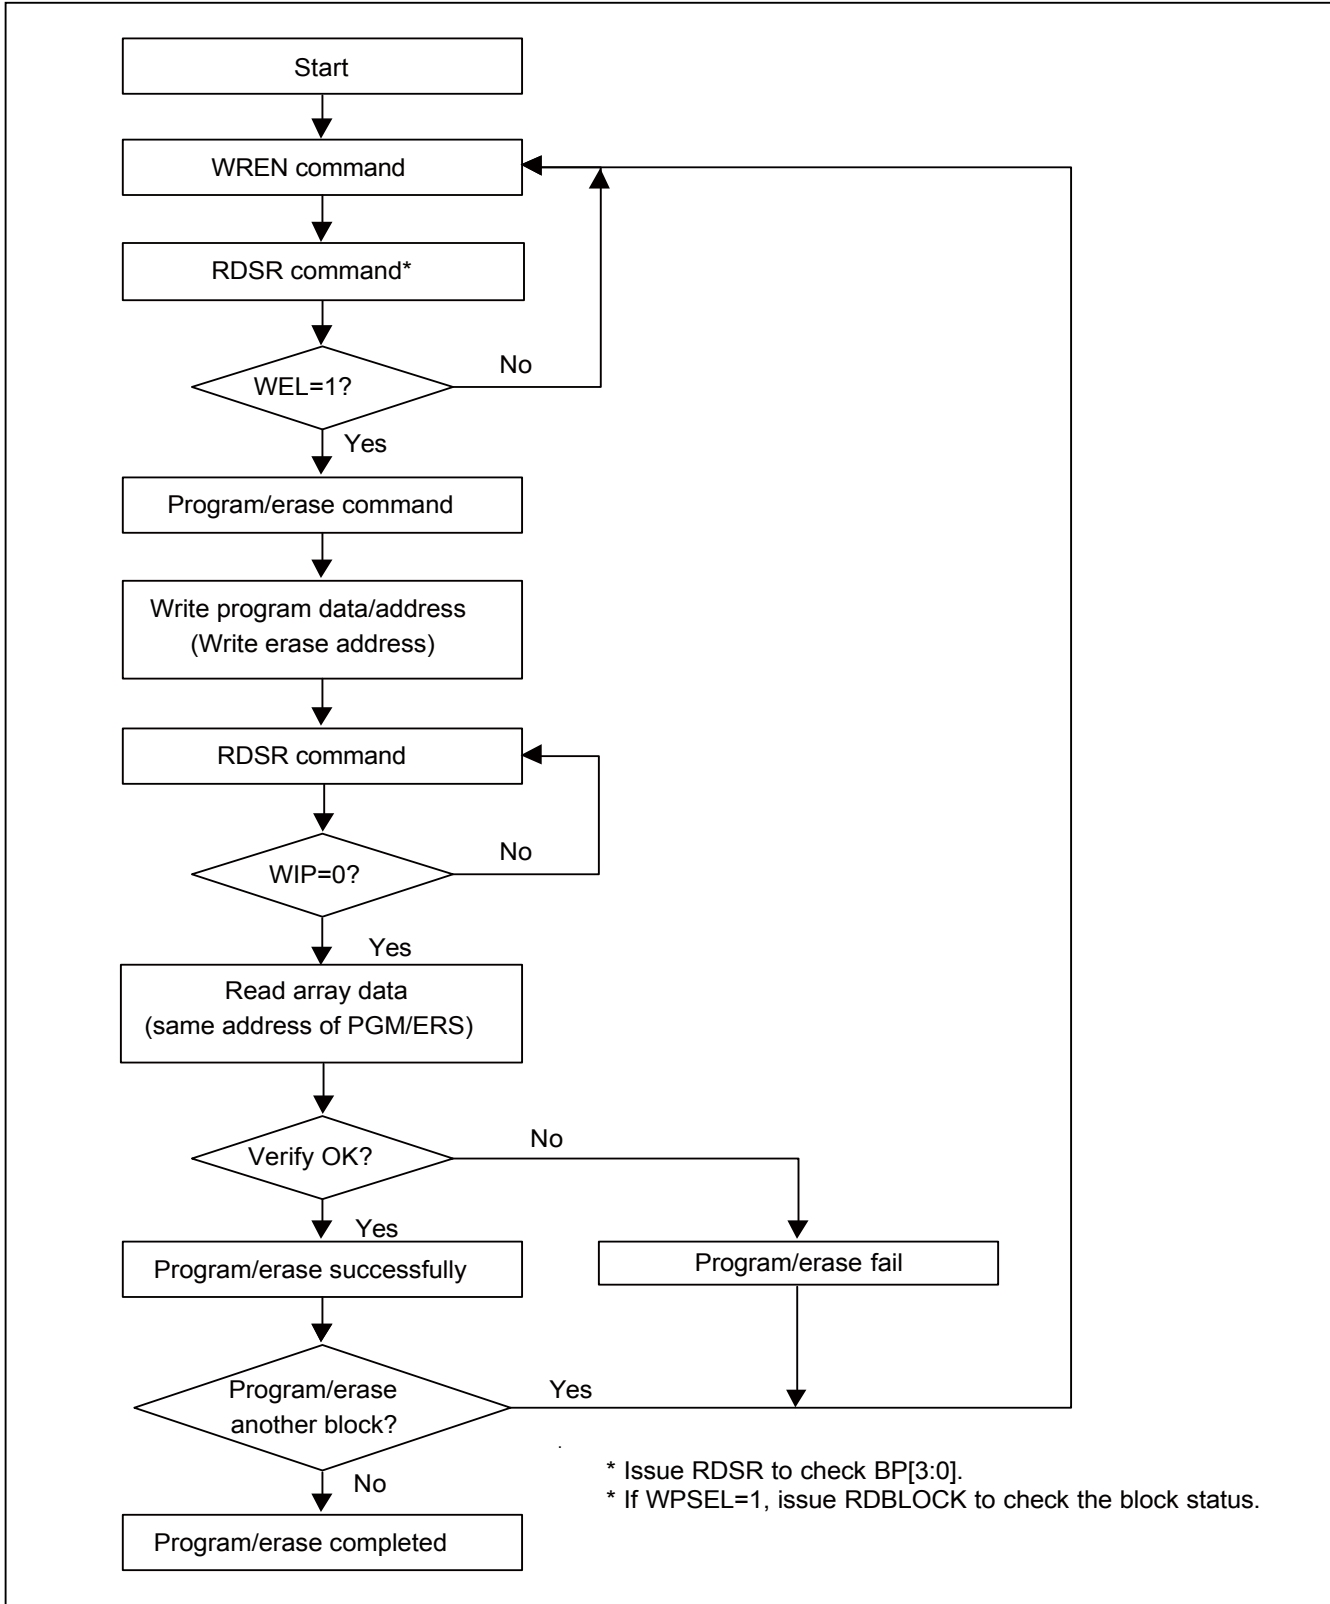 Start
WREN command
RDSR command*
WEL=1?
No
Yes
Program/erase command
Write program data/address
(Write erase address)
RDSR command
WIP=0?
No
Yes
Read array data
(same address of PGM/ERS)
Verify OK?
No
Yes
Program/erase successfully
Program/erase fail
Program/erase
another block?
Yes
No
* Issue RDSR to check BP[3:0].
* If WPSEL=1, issue RDBLOCK to check the block status.
Program/erase completed